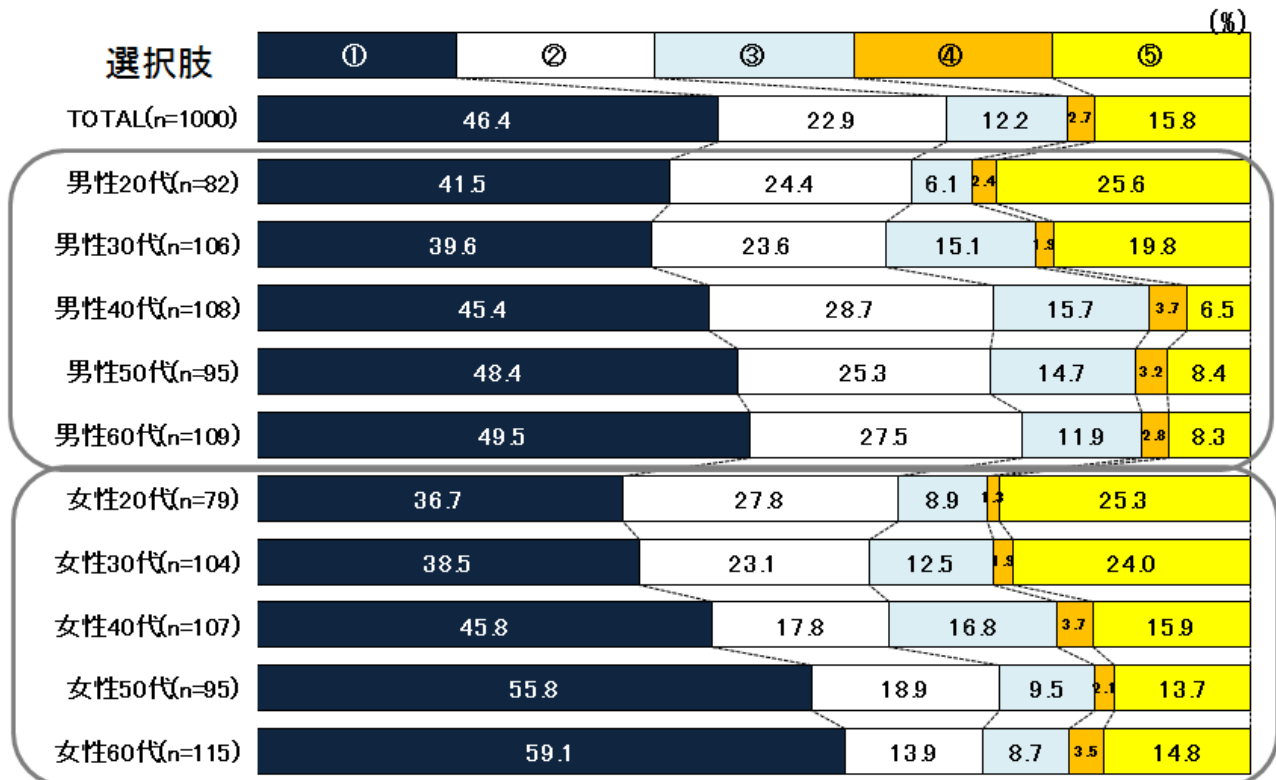 (%)
選択肢 ① ② ③ ④ ⑤
TOTAL(n=1000) 46.4 22.9 12.2 2.7 15.8
男性20代(n=82) 41.5 24.4 6.1 2.4 25.6
男性30代(n=106) 39.6 23.6 15.1 1.9 19.8
男性40代(n=108) 45.4 28.7 15.7 3.7 6.5
男性50代(n=95) 48.4 25.3 14.7 3.2 8.4
男性60代(n=109) 49.5 27.5 11.9 2.8 8.3
女性20代(n=79) 36.7 27.8 8.9 1.3 25.3
女性30代(n=104) 38.5 23.1 12.5 1.9 24.0
女性40代(n=107) 45.8 17.8 16.8 3.7 15.9
女性50代(n=95) 55.8 18.9 9.5 2.1 13.7
女性60代(n=115) 59.1 13.9 8.7 3.5 14.8